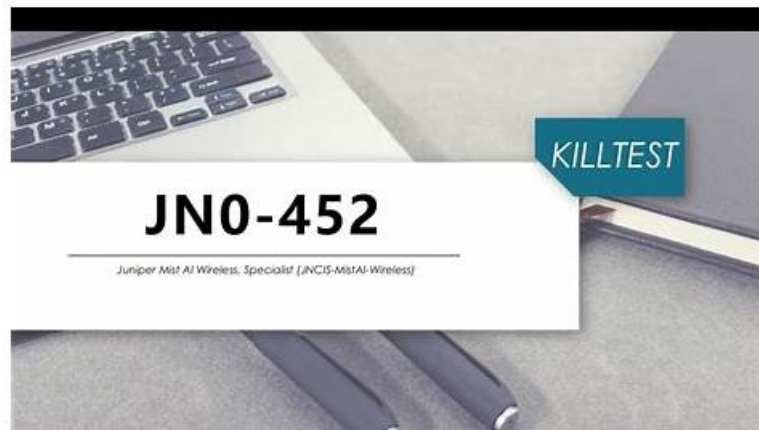 KILLTEST
JN0-452
Juniper Mist AI Wireless, Specialist (JNCIS-MistAI-Wireless)